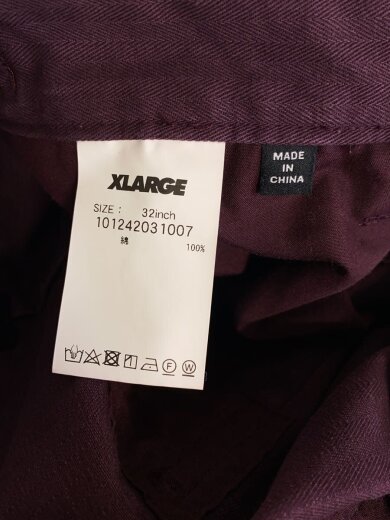 XLARGE
SIZE : 32inch
101242031007
綿 100%
F W
MADE
IN
CHINA